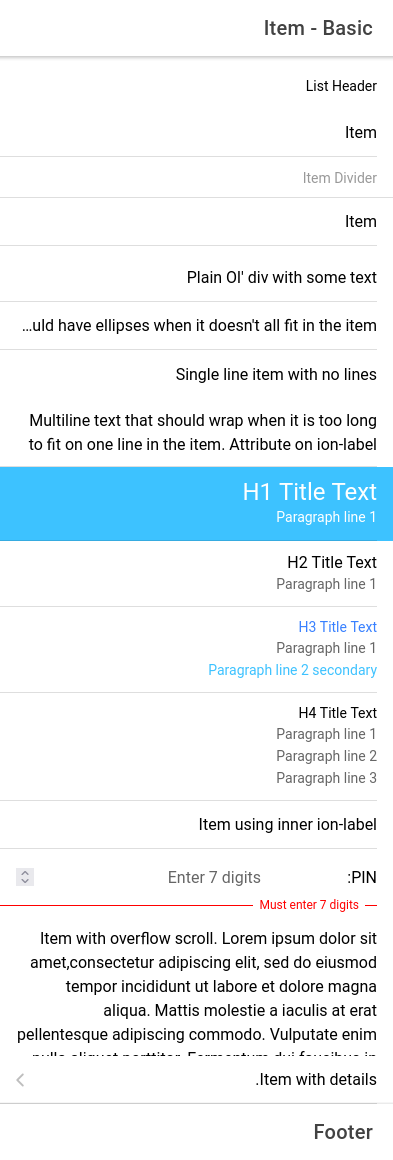 Item - Basic
List Header
Item
Item Divider
Item
Plain Ol' div with some text
...uld have ellipses when it doesn't all fit in the item
Single line item with no lines
Multiline text that should wrap when it is too long
to fit on one line in the item. Attribute on ion-label
H1 Title Text
Paragraph line 1
H2 Title Text
Paragraph line 1
H3 Title Text
Paragraph line 1
Paragraph line 2 secondary
H4 Title Text
Paragraph line 1
Paragraph line 2
Paragraph line 3
Item using inner ion-label
:PIN Enter 7 digits
Must enter 7 digits
Item with overflow scroll. Lorem ipsum dolor sit
amet,consectetur adipiscing elit, sed do eiusmod
tempor incididunt ut labore et dolore magna
aliqua. Mattis molestie a iaculis at erat
pellentesque adipiscing commodo. Vulputate enim
.Item with details
Footer